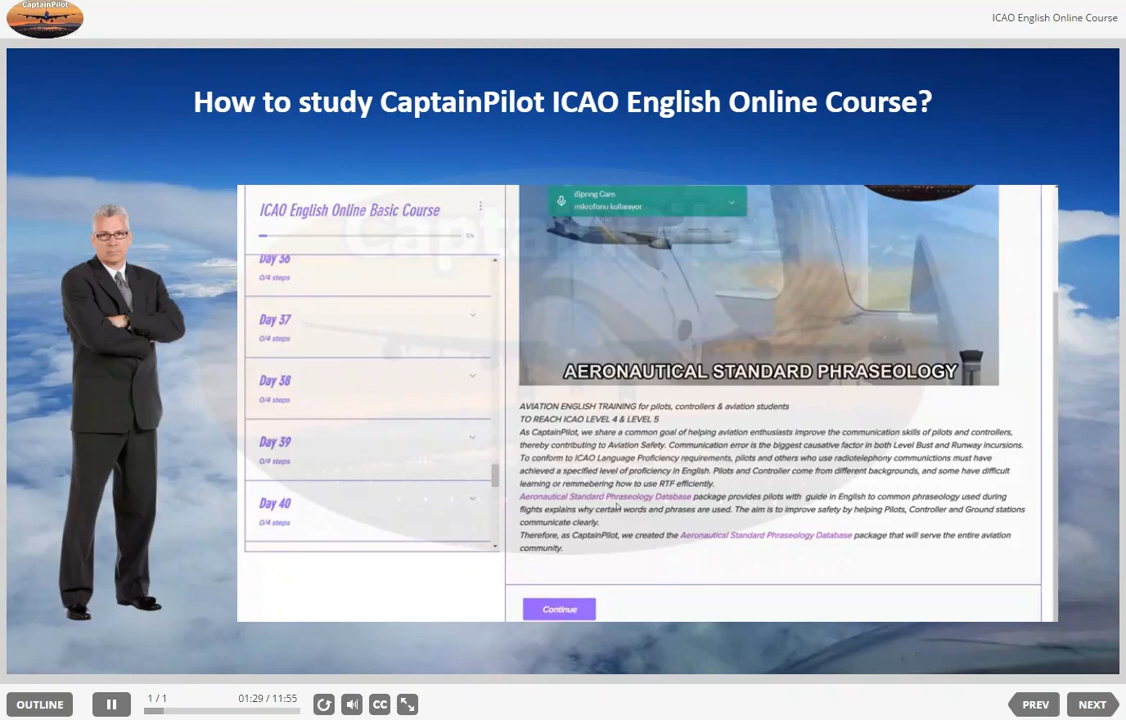 CaptainPilot
ICAO English Online Course
How to study CaptainPilot ICAO English Online Course?
iSpring Cam
mikrofonu kullanıyor
ICAO English Online Basic Course
Day 36
0/4 steps
Day 37
0/4 steps
Day 38
0/4 steps
Day 39
0/4 steps
Day 40
0/4 steps
AERONAUTICAL STANDARD PHRASEOLOGY
AVIATION ENGLISH TRAINING for pilots, controllers & aviation students
TO REACH ICAO LEVEL 4 & LEVEL 5
As CaptainPilot, we share a common goal of helping aviation enthusiasts improve the communication skills of pilots and controllers,
thereby contributing to Aviation Safety. Communication error is the biggest causative factor in both Level Bust and Runway incursions.
To conform to ICAO Language Proficiency requirements, pilots and others who use radiotelephony communictions must have
achieved a specified level of proficiency in English. Pilots and Controller come from different backgrounds, and some have difficult
learning or remmebering how to use RTF efficiently.
Aeronautical Standard Phraseology Database package provides pilots with guide in English to common phraseology used during
flights explains why certain words and phrases are used. The aim is to improve safety by helping Pilots, Controller and Ground stations
communicate clearly.
Therefore, as CaptainPilot, we created the Aeronautical Standard Phraseology Database package that will serve the entire aviation
community.
Continue
OUTLINE
1 / 1
01:29 / 11:55
CC
PREV
NEXT